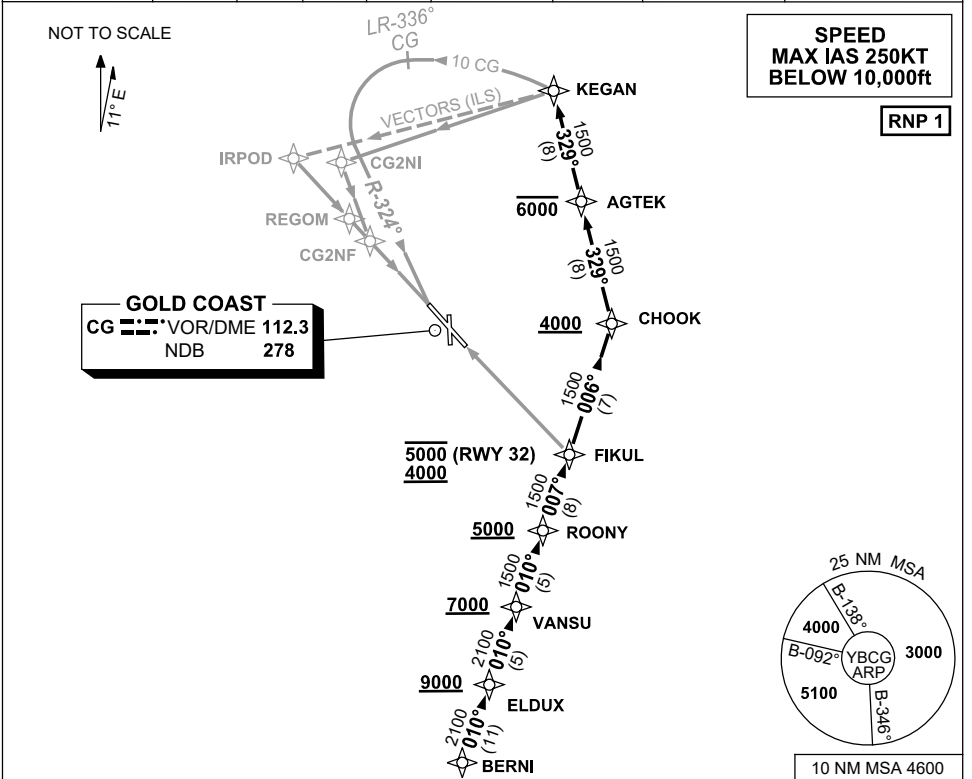 NOT TO SCALE
11° E
LR-336°
CG
10 CG
SPEED
MAX IAS 250KT
BELOW 10,000ft
RNP 1
KEGAN
VECTORS (ILS)
1500
329°
(8)
IRPOD
CG2NI
R-324°
6000
AGTEK
REGOM
CG2NF
1500
329°
(8)
GOLD COAST
CG VOR/DME 112.3
NDB 278
4000
CHOOK
1500
006°
(7)
5000 (RWY 32)
4000
FIKUL
1500
007°
(8)
5000
ROONY
1500
010°
(5)
7000
VANSU
2100
010°
(5)
9000
ELDUX
2100
010°
(11)
BERNI
25 NM MSA
B-138°
4000
B-092°
YBCG
ARP
3000
5100
B-346°
10 NM MSA 4600